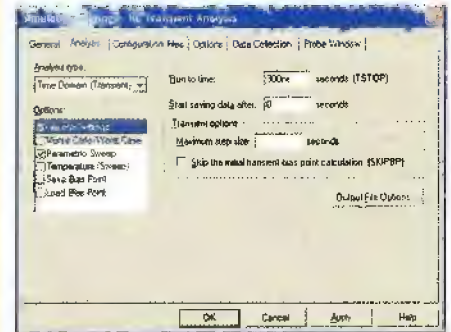 RC Transient Analysis
General Analysis Configuration Files Options Data Collection Probe Window
Analysis type:
Time Domain (Transient)
Options:
Monte Carlo/Worst Case
Parametric Sweep
Temperature (Sweep)
Save Bias Point
Load Bias Point
Run to time: 300ns seconds (TSTOP)
Start saving data after: 0 seconds
Transient options
Maximum step size: seconds
Skip the initial transient bias point calculation (SKIPBP)
Output File Options
OK Cancel Apply Help